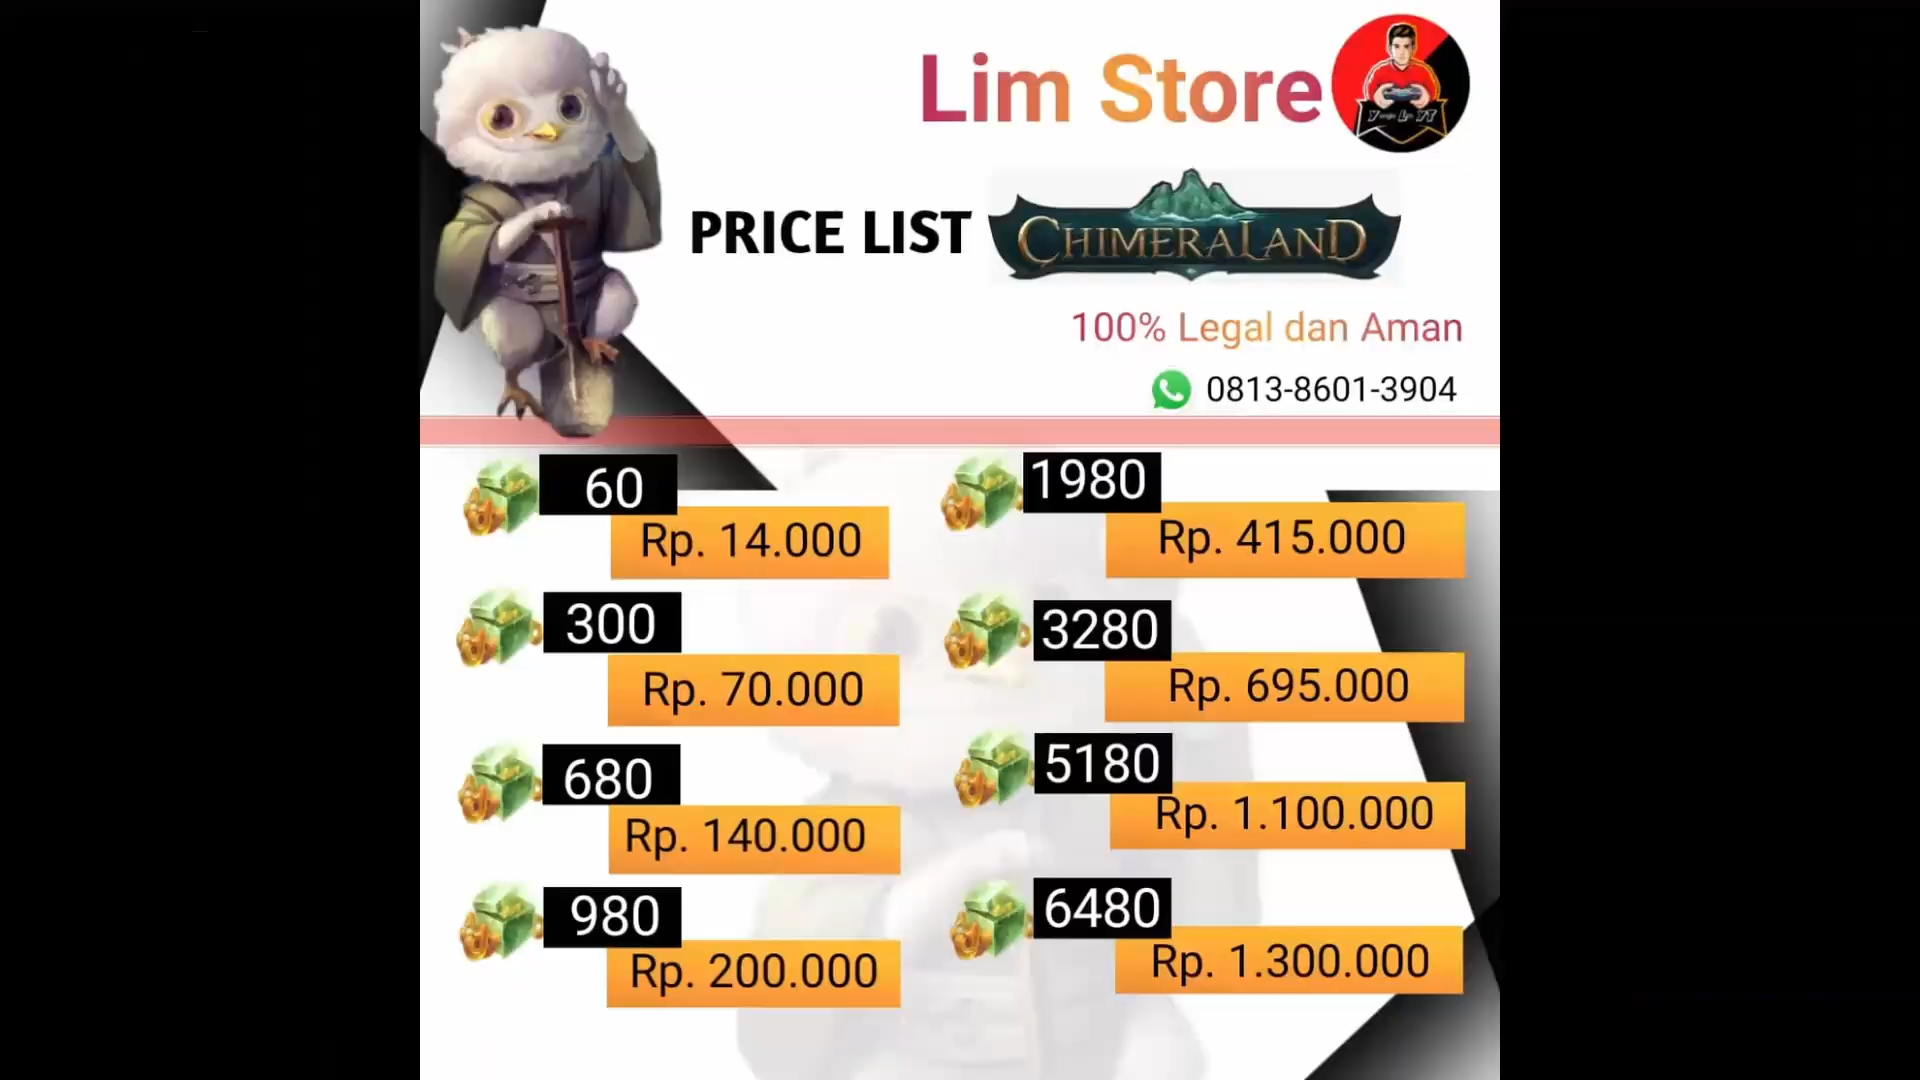 Lim Store
PRICE LIST
CHIMERALAND
100% Legal dan Aman
0813-8601-3904
60
Rp. 14.000
300
Rp. 70.000
680
Rp. 140.000
980
Rp. 200.000
1980
Rp. 415.000
3280
Rp. 695.000
5180
Rp. 1.100.000
6480
Rp. 1.300.000